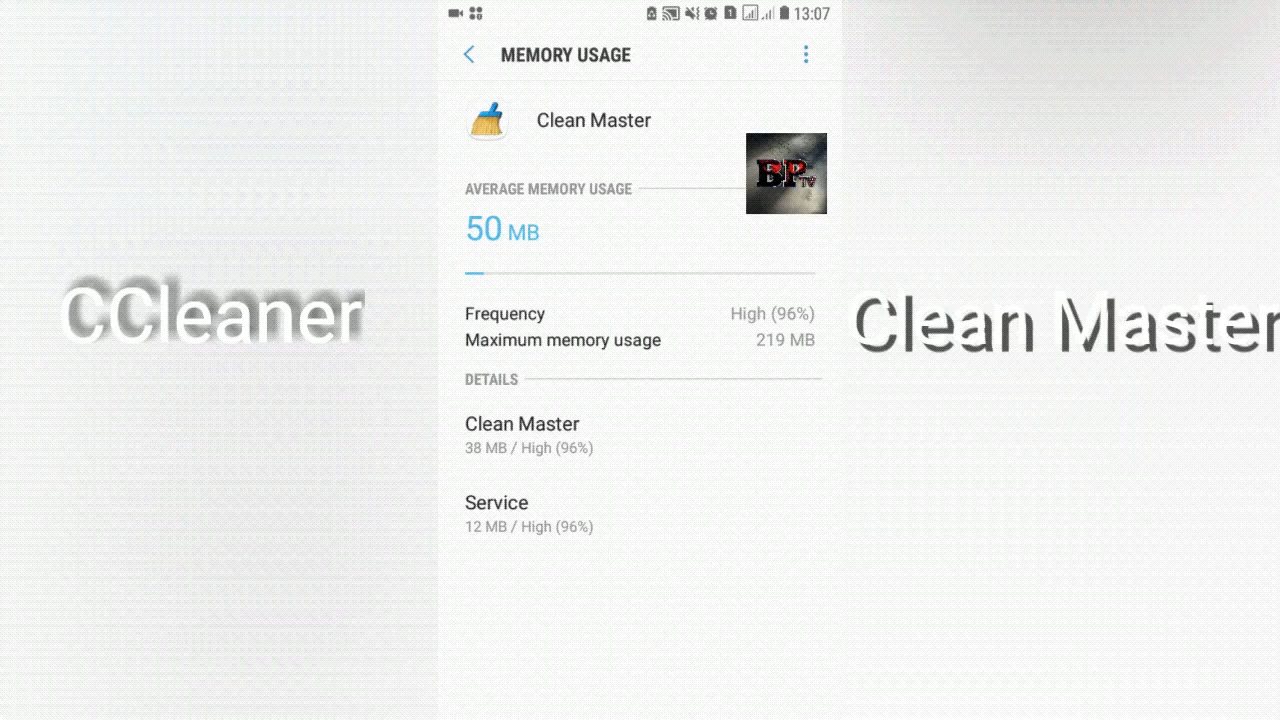 13:07
MEMORY USAGE
Clean Master
BP TV
AVERAGE MEMORY USAGE
50 MB
CCleaner
Clean Master
Frequency High (96%)
Maximum memory usage 219 MB
DETAILS
Clean Master
38 MB / High (96%)
Service
12 MB / High (96%)